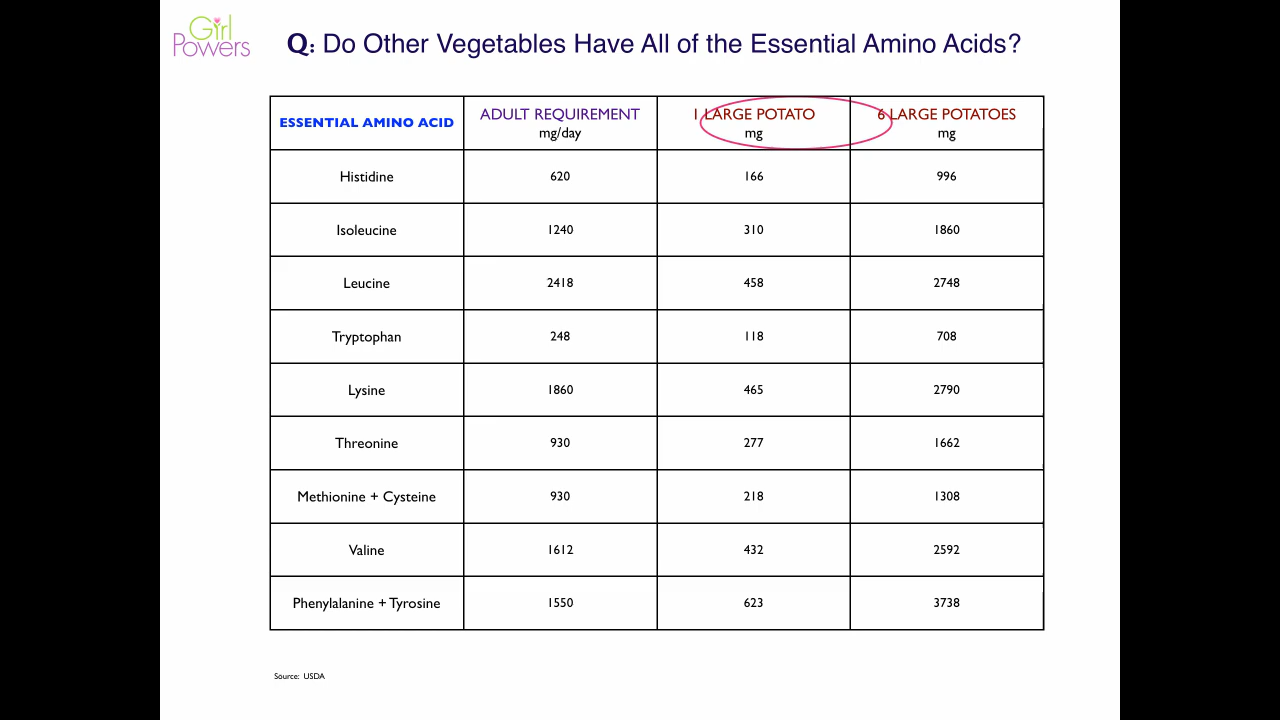 Girl
Powers
Q: Do Other Vegetables Have All of the Essential Amino Acids?
ESSENTIAL AMINO ACID
ADULT REQUIREMENT
mg/day
1 LARGE POTATO
mg
6 LARGE POTATOES
mg
Histidine 620 166 996
Isoleucine 1240 310 1860
Leucine 2418 458 2748
Tryptophan 248 118 708
Lysine 1860 465 2790
Threonine 930 277 1662
Methionine + Cysteine 930 218 1308
Valine 1612 432 2592
Phenylalanine + Tyrosine 1550 623 3738
Source: USDA